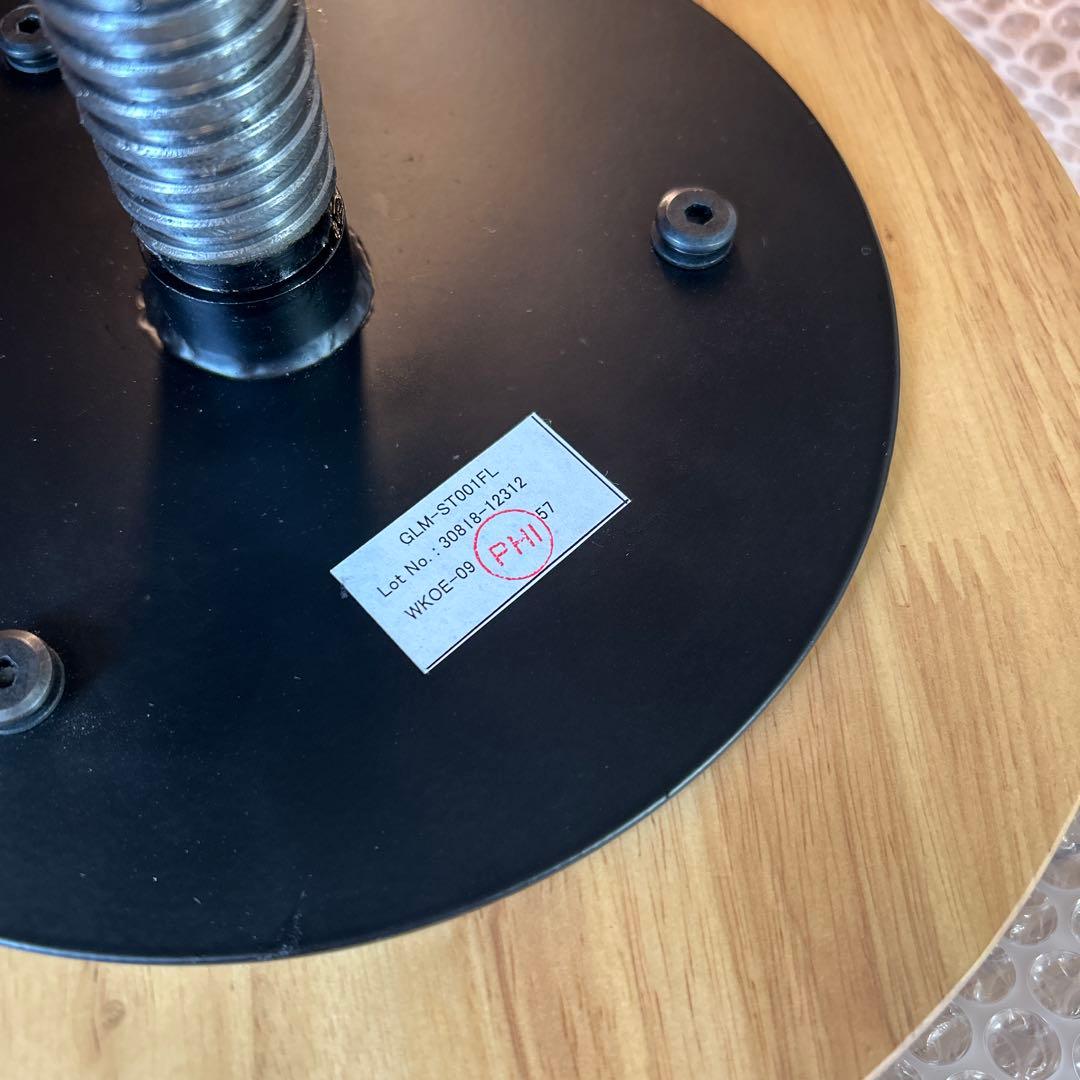 GLM-ST001FL
Lot No.: 30818-12312
WKOE-09 57
PHI